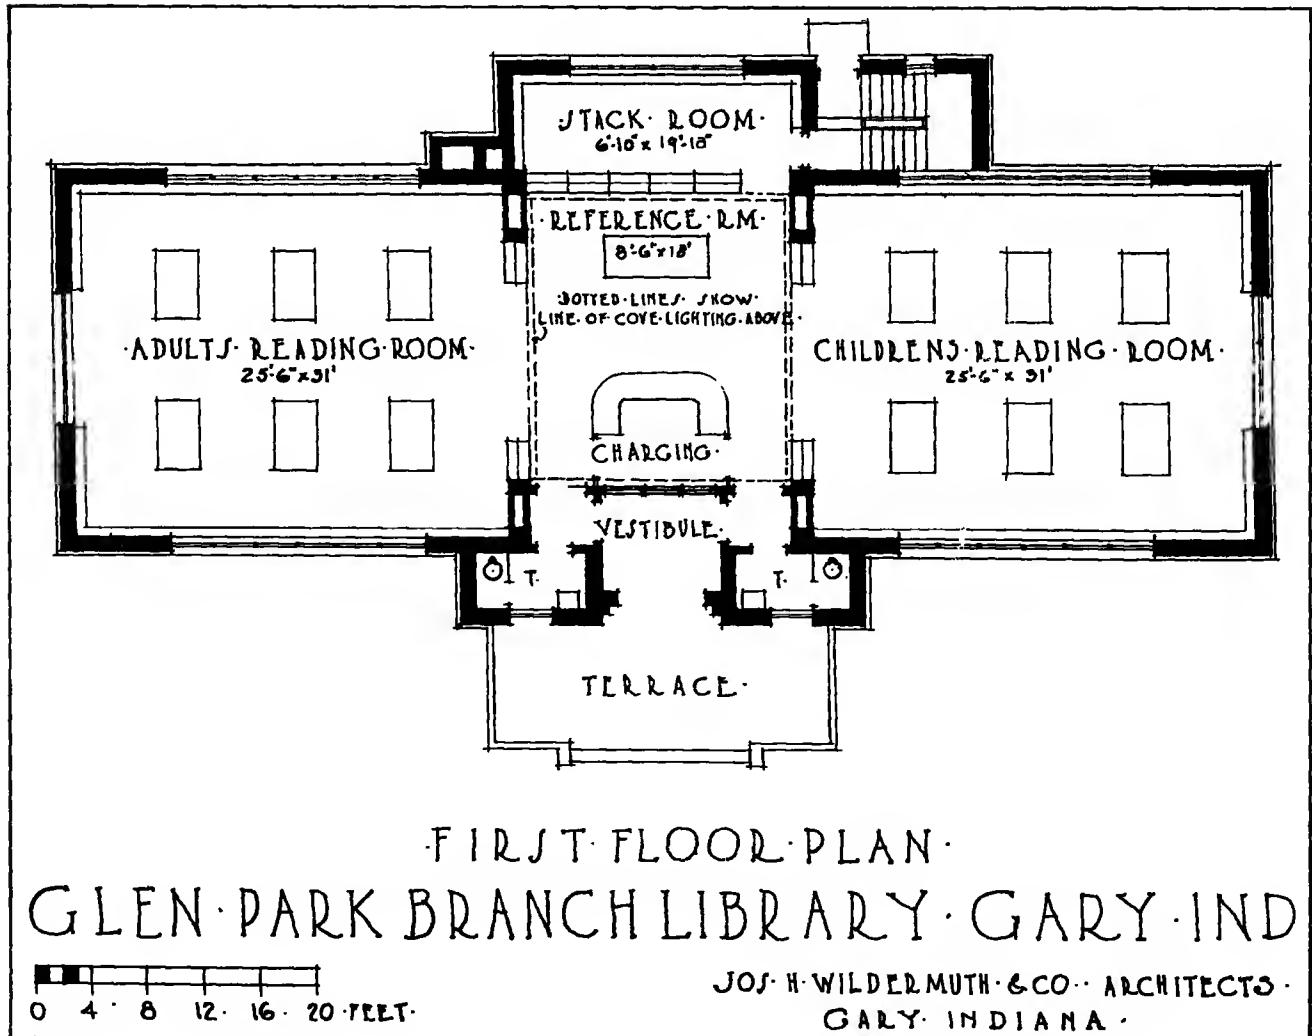 STACK · ROOM ·
6'-10" x 19'-10"
· REFERENCE · RM ·
8'-6" x 18'
DOTTED · LINES · SHOW ·
LINE · OF · COVE · LIGHTING · ABOVE ·
· ADULTS · READING · ROOM ·
25'-6" x 31'
CHILDRENS · READING · ROOM ·
25'-6" x 31'
CHARGING ·
VESTIBULE ·
T.
T.
TERRACE ·
· FIRST · FLOOR · PLAN ·
GLEN · PARK BRANCH LIBRARY · GARY · IND
0 4 · 8 12 · 16 · 20 · FEET ·
JOS · H · WILDERMUTH · & CO · · ARCHITECTS ·
GARY · INDIANA ·